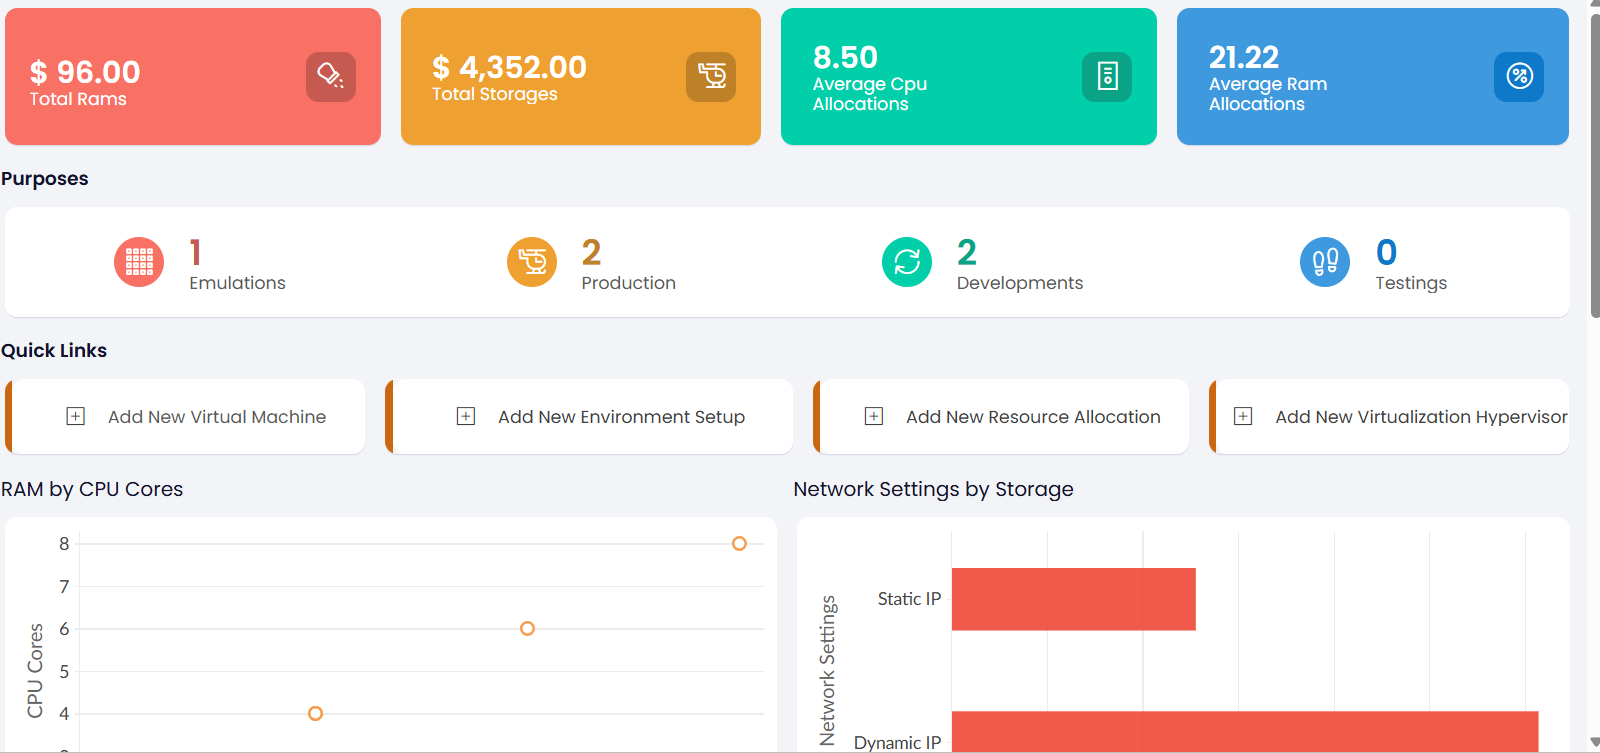 $ 96.00
Total Rams
$ 4,352.00
Total Storages
8.50
Average Cpu
Allocations
21.22
Average Ram
Allocations
Purposes
1
Emulations
2
Production
2
Developments
0
Testings
Quick Links
Add New Virtual Machine
Add New Environment Setup
Add New Resource Allocation
Add New Virtualization Hypervisor
RAM by CPU Cores
CPU Cores
8
7
6
5
4
Network Settings by Storage
Network Settings
Static IP
Dynamic IP